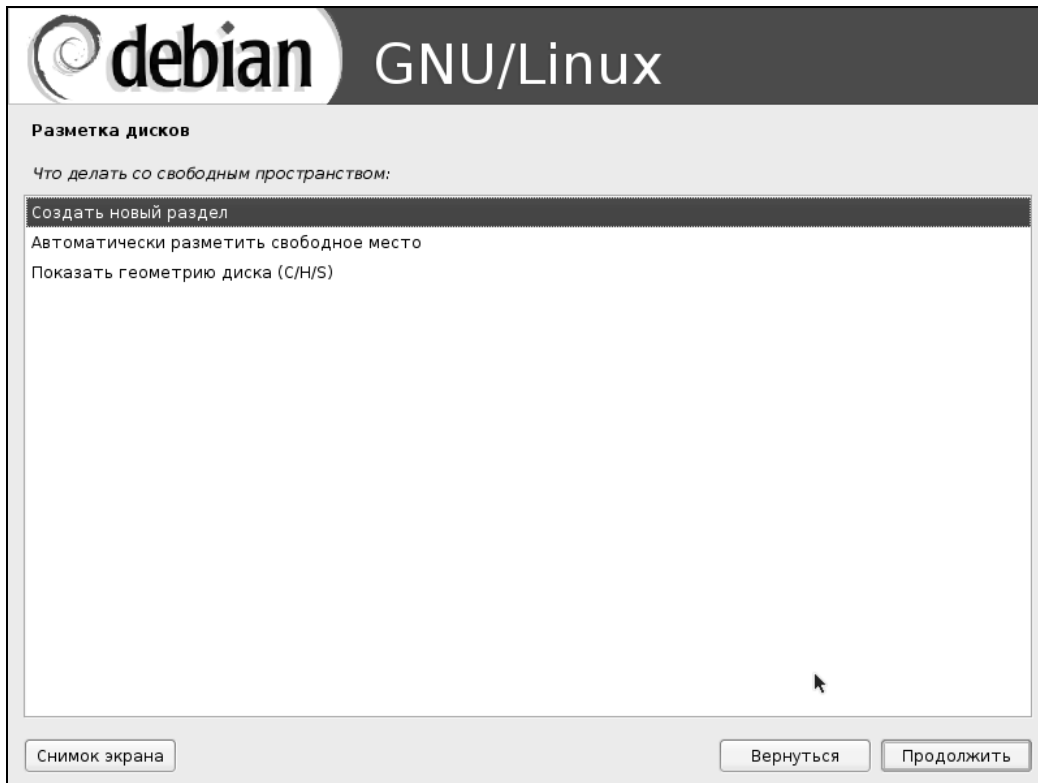 debian GNU/Linux
Разметка дисков
Что делать со свободным пространством:
Создать новый раздел
Автоматически разметить свободное место
Показать геометрию диска (C/H/S)
Снимок экрана Вернуться Продолжить